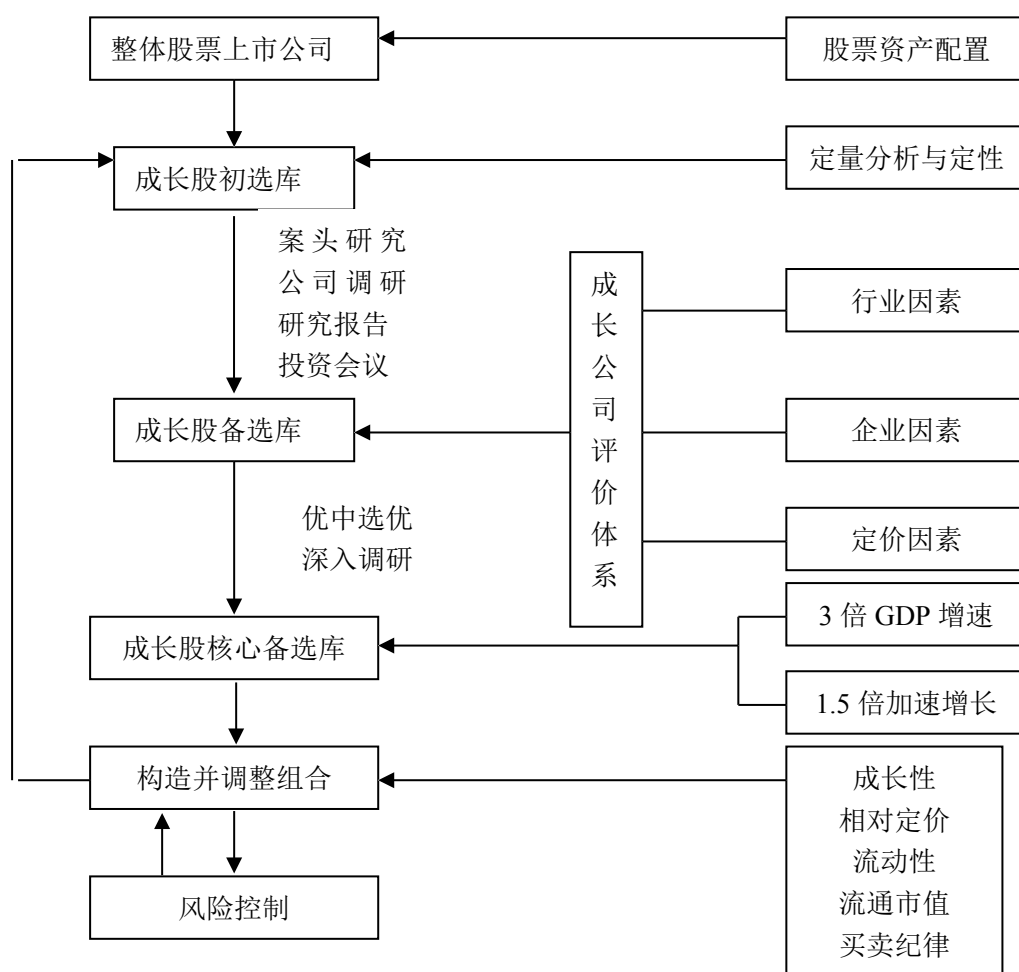 整体股票上市公司
股票资产配置
成长股初选库
定量分析与定性
案头研究
公司调研
研究报告
投资会议
成长公司评价体系
行业因素
成长股备选库
企业因素
优中选优
深入调研
定价因素
3 倍 GDP 增速
成长股核心备选库
1.5 倍加速增长
构造并调整组合
成长性
相对定价
流动性
流通市值
买卖纪律
风险控制